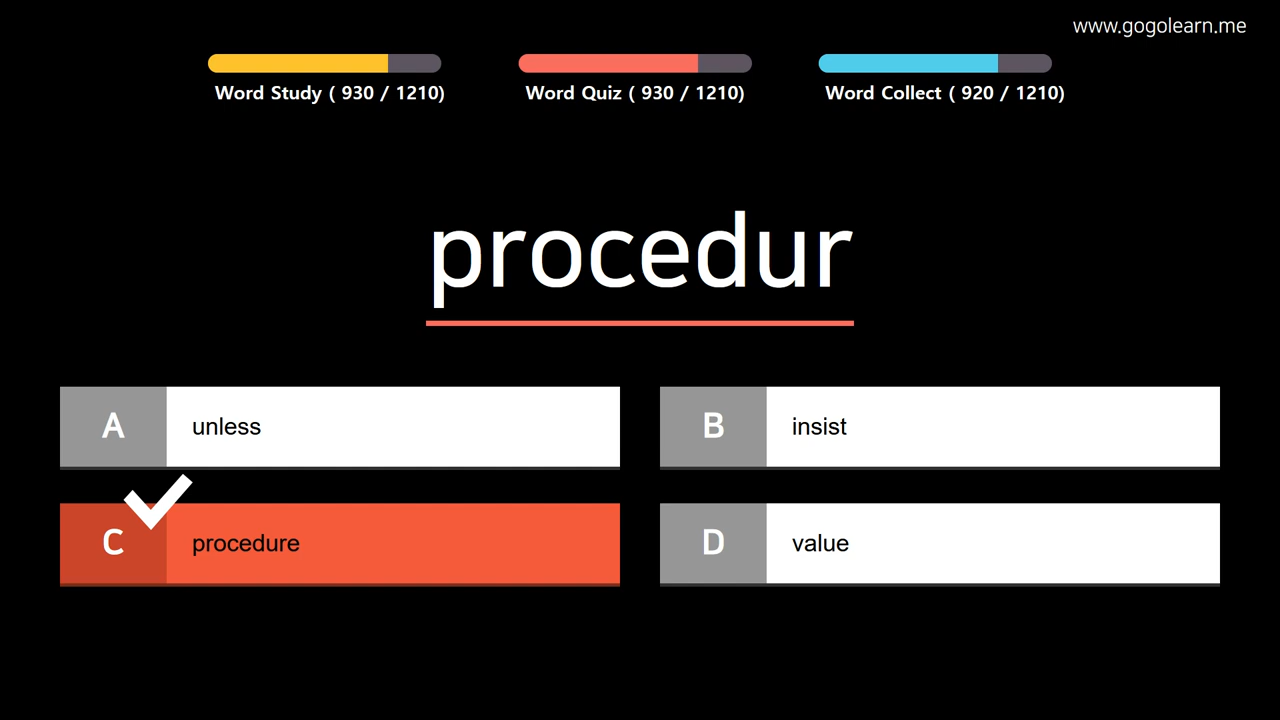 www.gogolearn.me
Word Study ( 930 / 1210)
Word Quiz ( 930 / 1210)
Word Collect ( 920 / 1210)
procedur
A unless
B insist
C procedure
D value